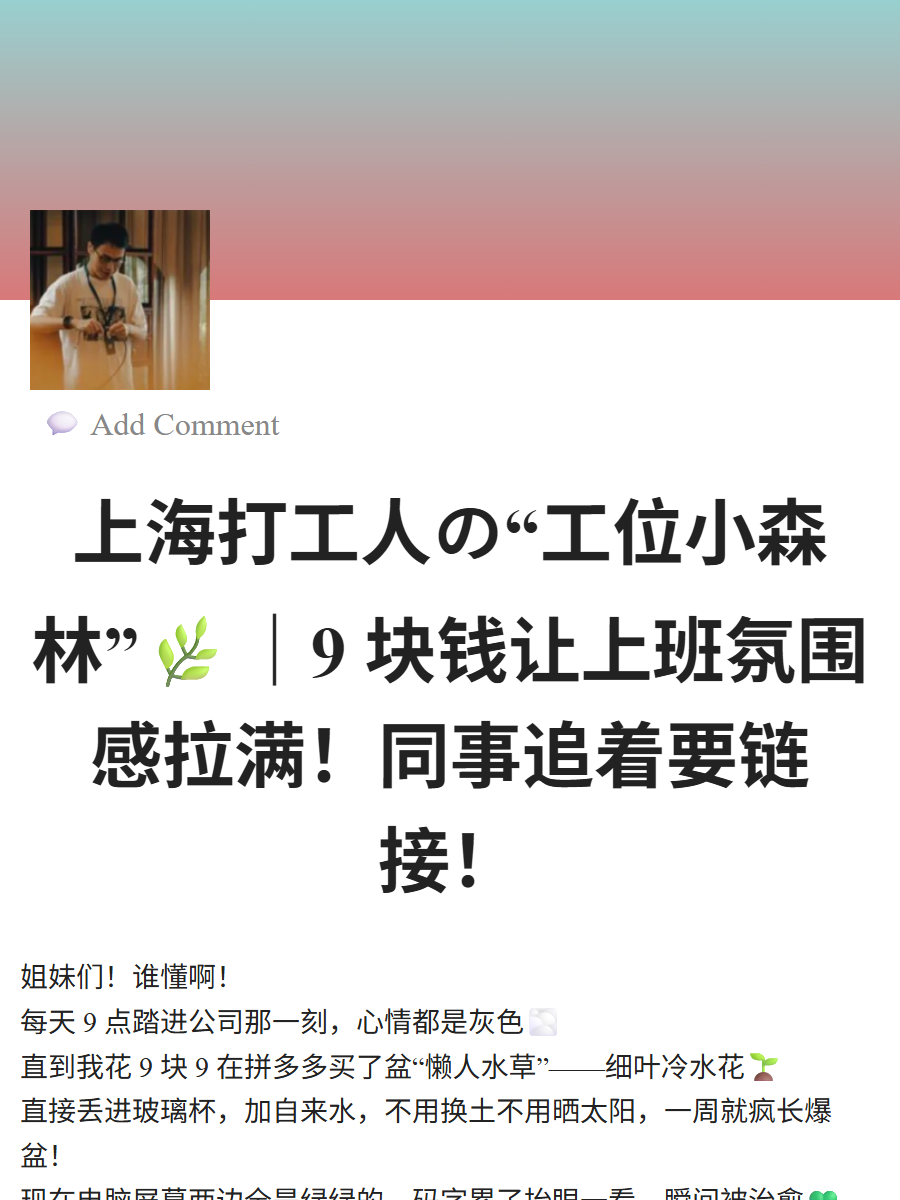 Add Comment
上海打工人の“工位小森
林”🌿｜9 块钱让上班氛围
感拉满！同事追着要链
接！
姐妹们！谁懂啊！
每天 9 点踏进公司那一刻，心情都是灰色🌫️
直到我花 9 块 9 在拼多多买了盆“懒人水草”——细叶冷水花🌱
直接丢进玻璃杯，加自来水，不用换土不用晒太阳，一周就疯长爆
盆！
现在电脑屏幕两边全是绿绿的，码字累了抬眼一看，瞬间被治愈💚